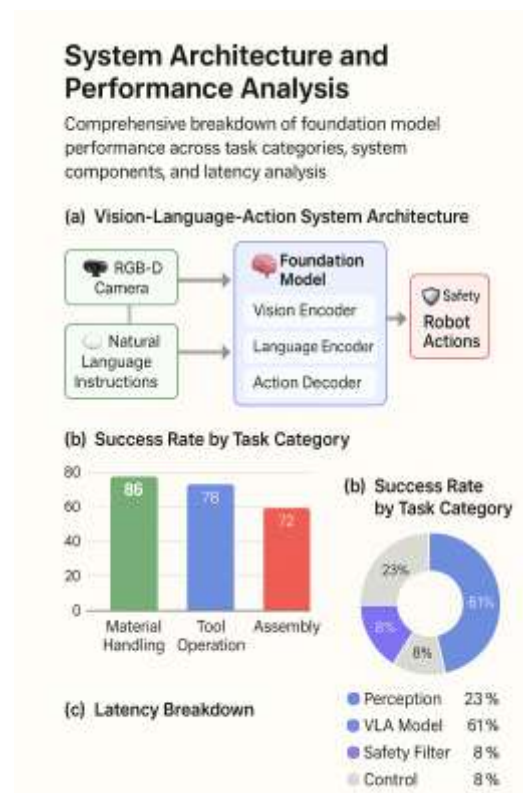 System Architecture and
Performance Analysis
Comprehensive breakdown of foundation model
performance across task categories, system
components, and latency analysis
(a) Vision-Language-Action System Architecture
RGB-D
Camera
Natural
Language
Instructions
Foundation
Model
Vision Encoder
Language Encoder
Action Decoder
Safety
Robot
Actions
(b) Success Rate by Task Category
80
60
40
20
0
86
78
72
Material
Handling
Tool
Operation
Assembly
(b) Success Rate
by Task Category
23%
61%
8%
8%
Perception 23%
VLA Model 61%
Safety Filter 8%
Control 8%
(c) Latency Breakdown